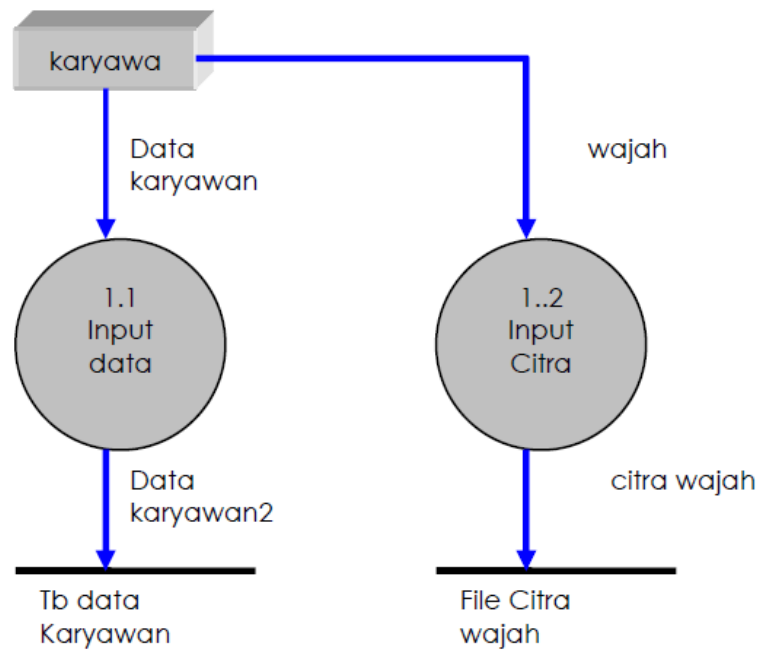 karyawa
Data
karyawan
wajah
1.1
Input
data
1..2
Input
Citra
Data
karyawan2
citra wajah
Tb data
Karyawan
File Citra
wajah